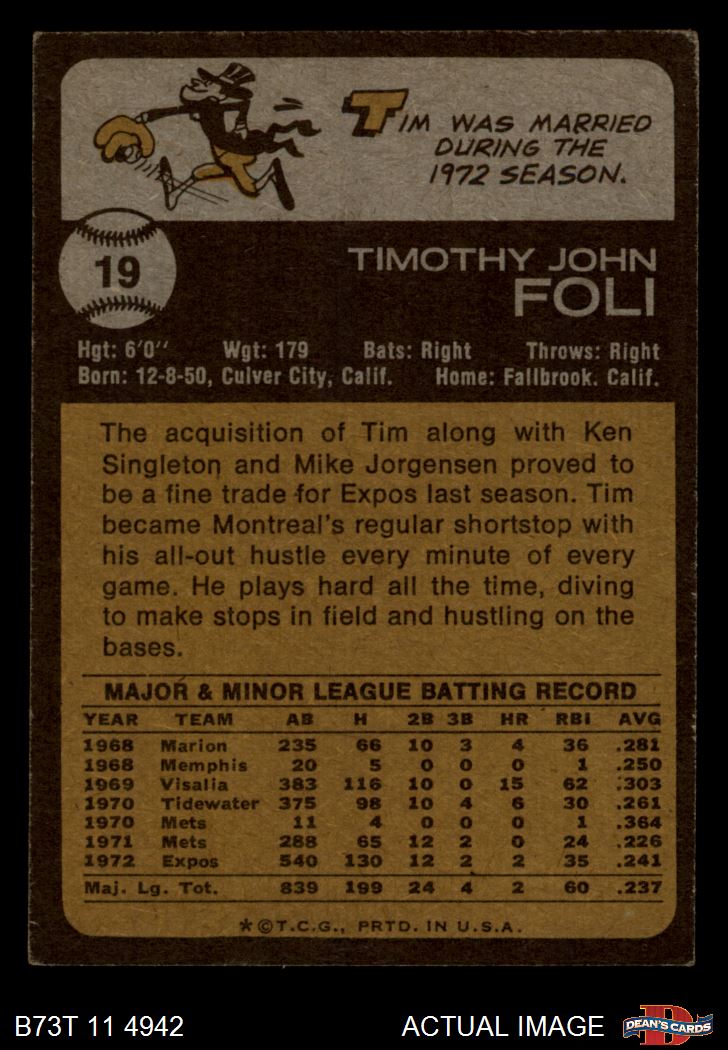 TIM WAS MARRIED
DURING THE
1972 SEASON.
19
TIMOTHY JOHN
FOLI
Hgt: 6'0" Wgt: 179 Bats: Right Throws: Right
Born: 12-8-50, Culver City, Calif. Home: Fallbrook. Calif.
The acquisition of Tim along with Ken
Singleton and Mike Jorgensen proved to
be a fine trade for Expos last season. Tim
became Montreal's regular shortstop with
his all-out hustle every minute of every
game. He plays hard all the time, diving
to make stops in field and hustling on the
bases.
MAJOR & MINOR LEAGUE BATTING RECORD
YEAR TEAM AB H 2B 3B HR RBI AVG
1968 Marion 235 66 10 3 4 36 .281
1968 Memphis 20 5 0 0 0 1 .250
1969 Visalia 383 116 10 0 15 62 .303
1970 Tidewater 375 98 10 4 6 30 .261
1970 Mets 11 4 0 0 0 1 .364
1971 Mets 288 65 12 2 0 24 .226
1972 Expos 540 130 12 2 2 35 .241
Maj. Lg. Tot. 839 199 24 4 2 60 .237
*©T.C.G., PRTD. IN U.S.A.
B73T 11 4942 ACTUAL IMAGE D DEAN'S CARDS